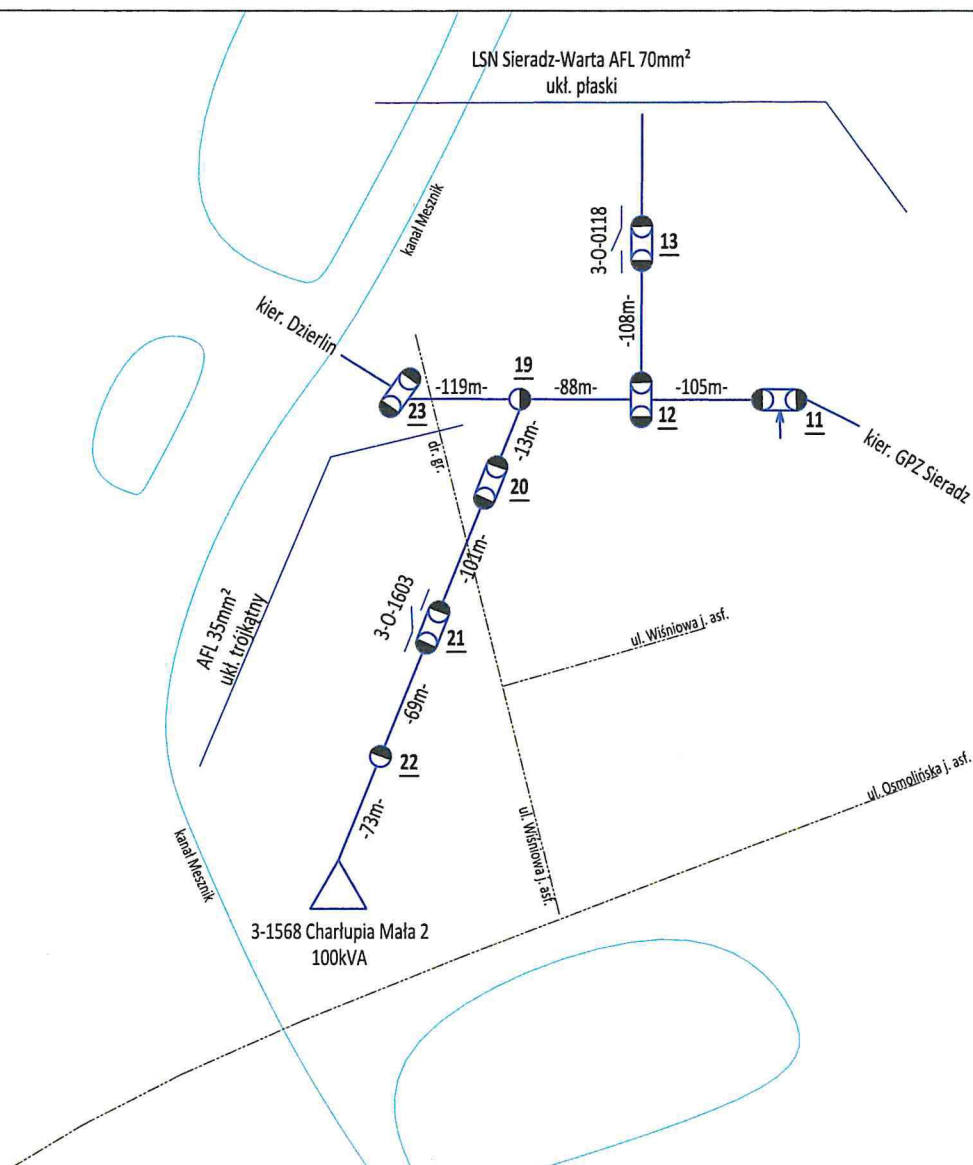 LSN Sieradz-Warta AFL 70mm²
ukł. płaski
kanał Mesznik
3-O-0118
13
-108m-
kier. Dzierlin
19
-119m-
-88m-
-105m-
23
12
11
kier. GPZ Sieradz
dr. gr.
-13m-
20
-101m-
AFL 35mm²
ukł. trójkątny
3-O-1603
21
ul. Wiśniowa j. asf.
-69m-
22
-73m-
ul. Osmolińska j. asf.
ul. Wiśniowa j. asf.
kanał Mesznik
3-1568 Charłupia Mała 2
100kVA